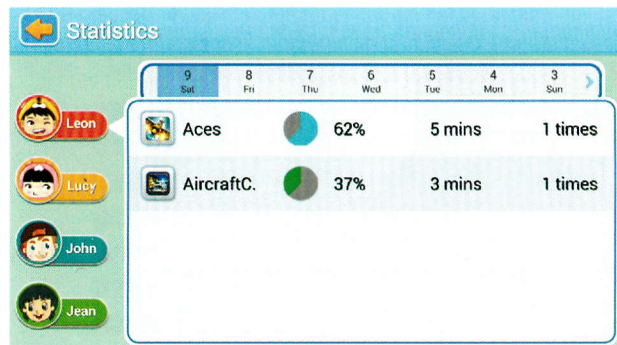 Statistics
9 8 7 6 5 4 3
Sat Fri Thu Wed Tue Mon Sun
Leon
Aces 62% 5 mins 1 times
Lucy
AircraftC. 37% 3 mins 1 times
John
Jean